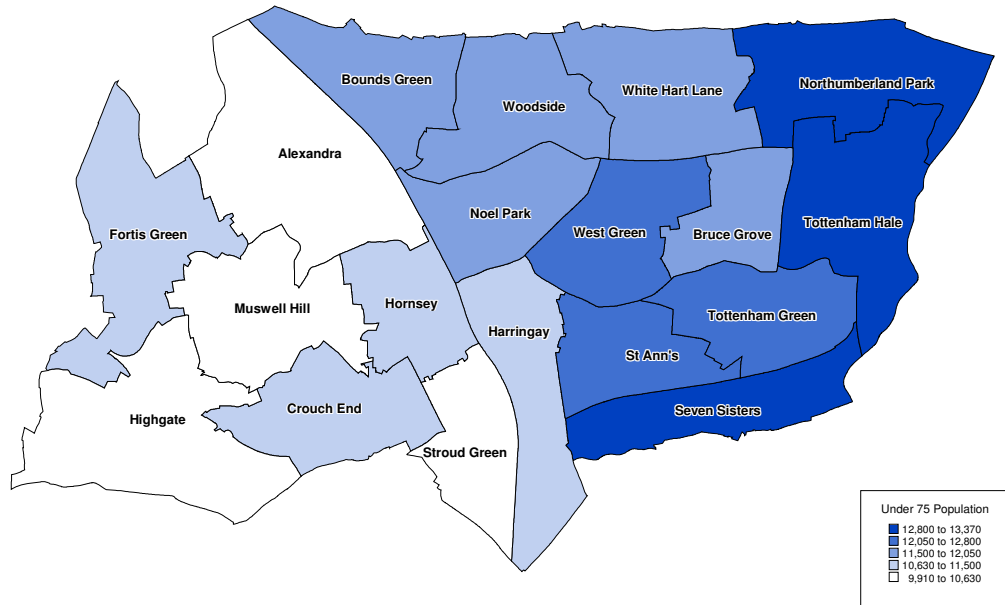 Bounds Green
Northumberland Park
White Hart Lane
Woodside
Alexandra
Noel Park
Tottenham Hale
Fortis Green
West Green
Bruce Grove
Hornsey
Muswell Hill
Tottenham Green
Harringay
St Ann's
Crouch End
Seven Sisters
Highgate
Stroud Green
Under 75 Population
12,800 to 13,370
12,050 to 12,800
11,500 to 12,050
10,630 to 11,500
9,910 to 10,630